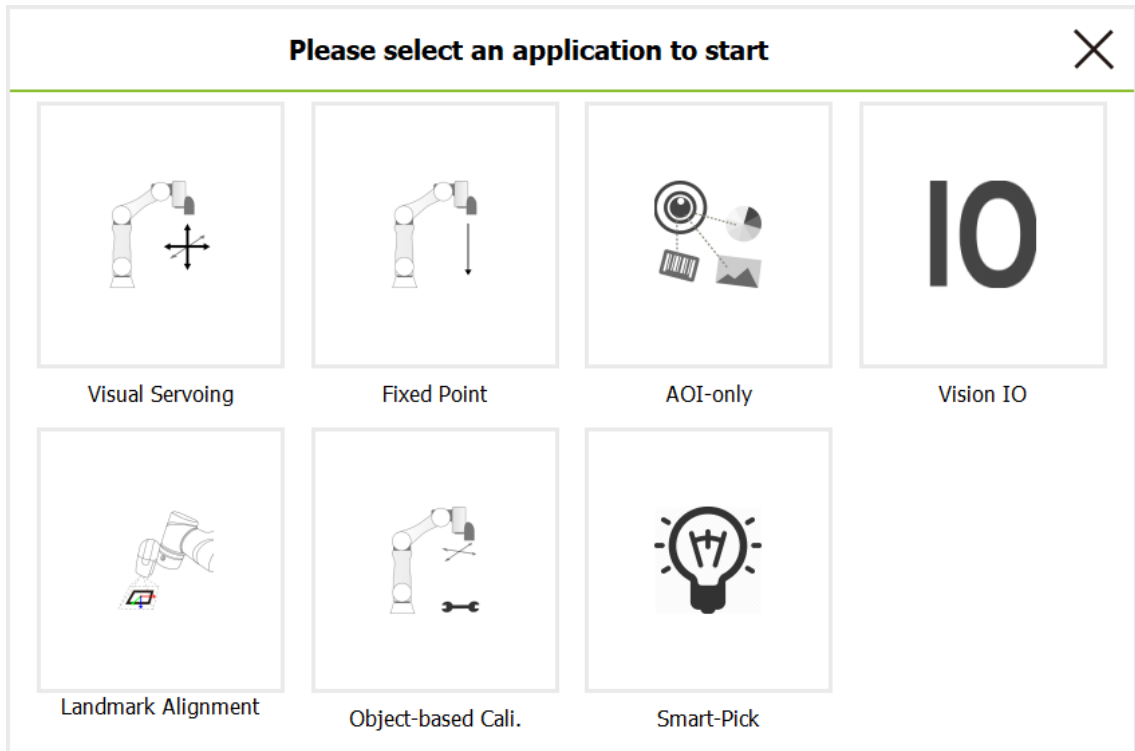 Please select an application to start
Visual Servoing
Fixed Point
AOI-only
Vision IO
Landmark Alignment
Object-based Cali.
Smart-Pick